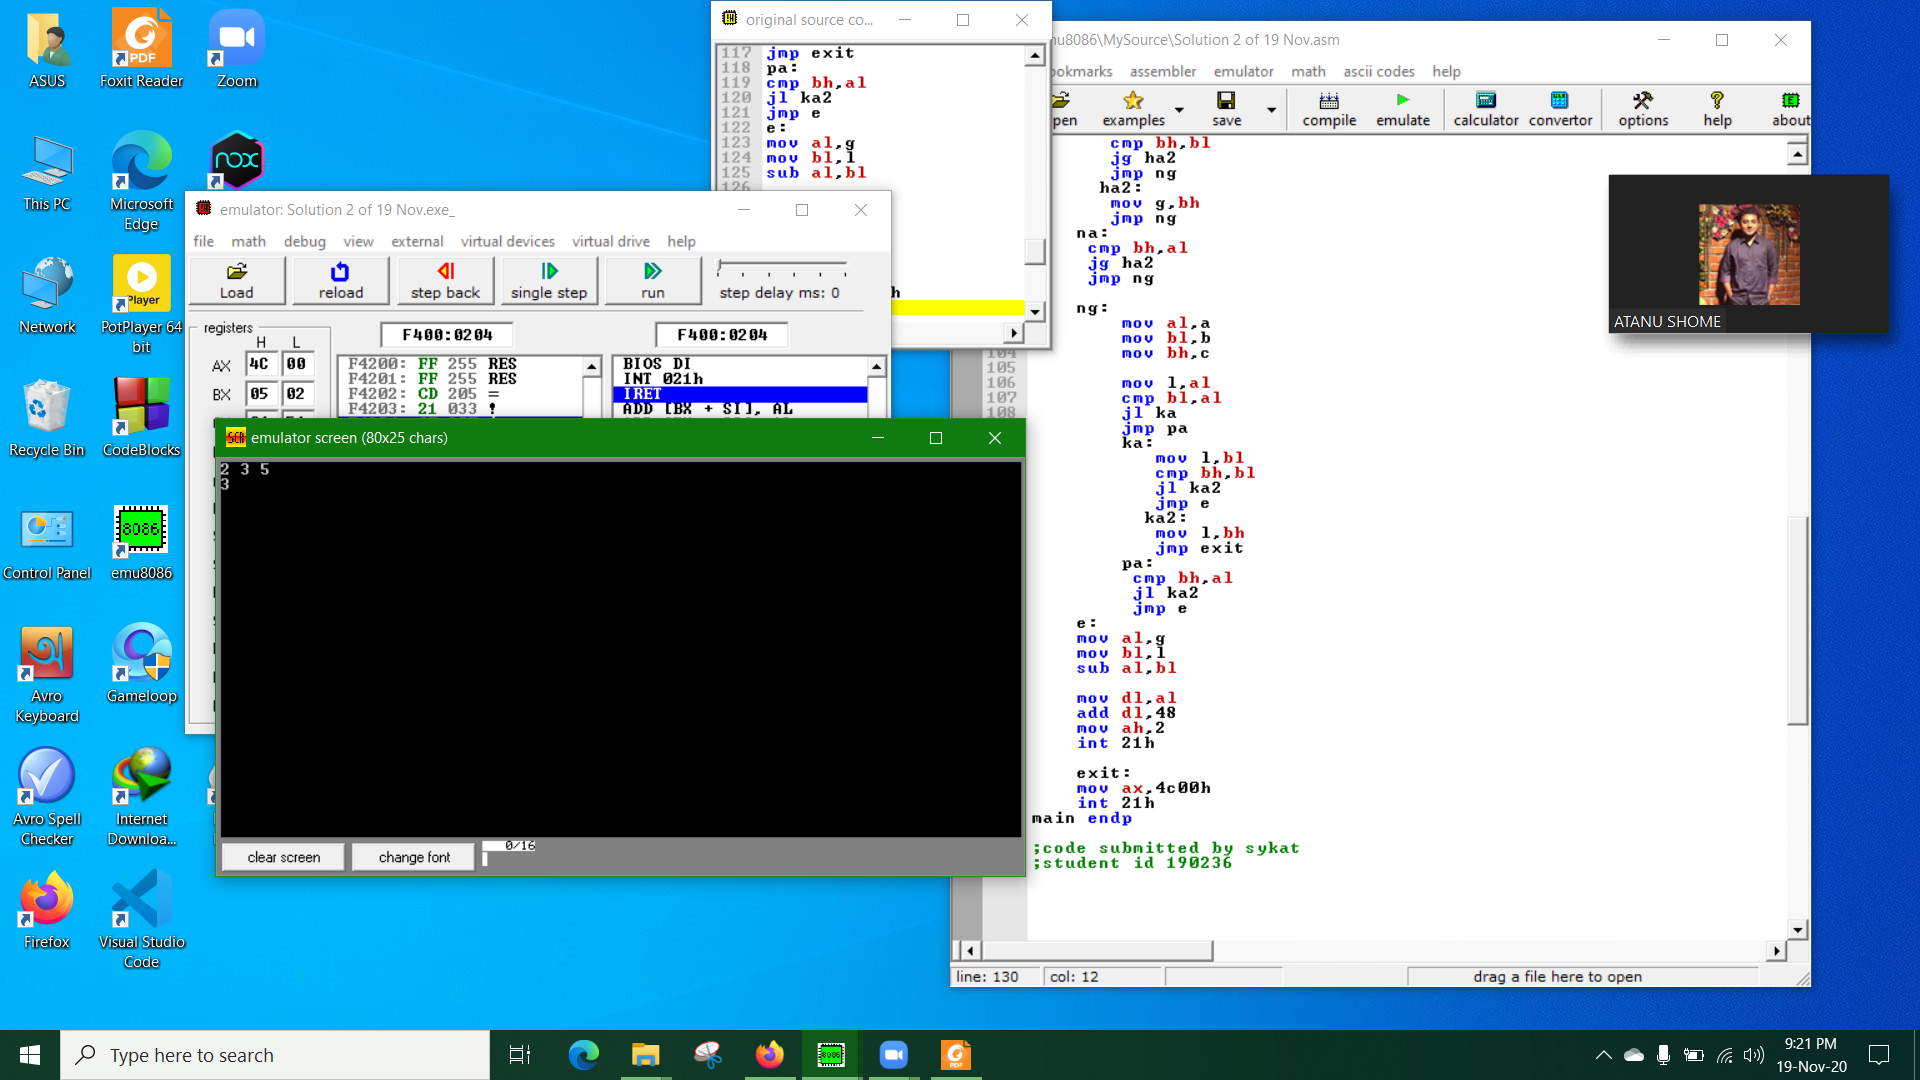 ASUS
Foxit Reader
Zoom
This PC
Microsoft Edge
nox
Network
PotPlayer 64 bit
Player
Recycle Bin
CodeBlocks
Control Panel
8086
emu8086
Avro Keyboard
Gameloop
Avro Spell Checker
Internet Downloa...
Firefox
Visual Studio Code
original source co...
117 jmp exit
118 pa:
119 cmp bh,al
120 jl ka2
121 jmp e
122 e:
123 mov al,g
124 mov bl,l
125 sub al,bl
126
h
emulator: Solution 2 of 19 Nov.exe_
file math debug view external virtual devices virtual drive help
Load reload step back single step run step delay ms: 0
registers
F400:0204 F400:0204
H L
AX 4C 00
BX 05 02
F4200: FF 255 RES
F4201: FF 255 RES
F4202: CD 205 =
F4203: 21 033 !
BIOS DI
INT 021h
IRET
ADD [BX + SI], AL
SCR emulator screen (80x25 chars)
2 3 5
3
clear screen change font 0/16
mu8086\MySource\Solution 2 of 19 Nov.asm
ookmarks assembler emulator math ascii codes help
pen examples save compile emulate calculator convertor options help about
cmp bh,bl
jg ha2
jmp ng
ha2:
mov g,bh
jmp ng
na:
cmp bh,al
jg ha2
jmp ng
ng:
mov al,a
mov bl,b
104 mov bh,c
105
106 mov l,al
107 cmp bl,al
108 jl ka
jmp pa
ka:
mov l,bl
cmp bh,bl
jl ka2
jmp e
ka2:
mov l,bh
jmp exit
pa:
cmp bh,al
jl ka2
jmp e
e:
mov al,g
mov bl,l
sub al,bl
mov dl,al
add dl,48
mov ah,2
int 21h
exit:
mov ax,4c00h
int 21h
main endp
;code submitted by sykat
;student id 190236
line: 130 col: 12 drag a file here to open
ATANU SHOME
Type here to search
9:21 PM
19-Nov-20